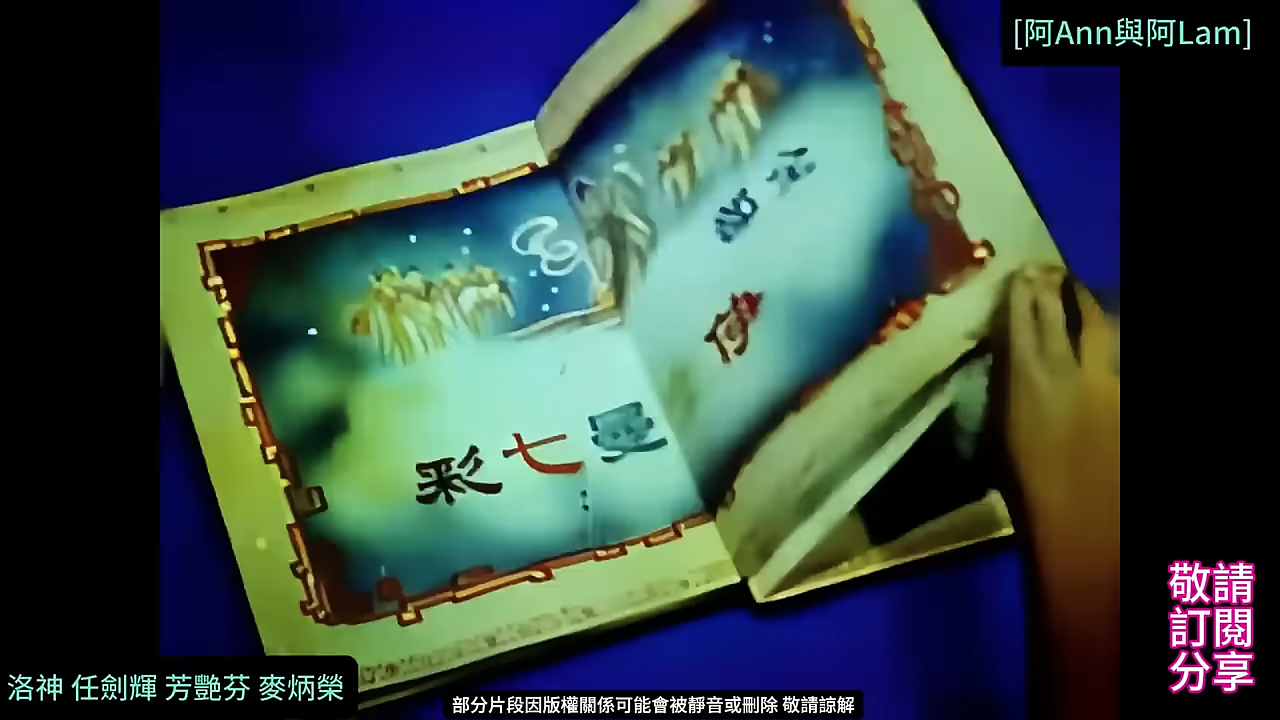 [阿Ann與阿Lam]
彩七
請閱享
敬訂分
洛神 任劍輝 芳艷芬 麥炳榮
部分片段因版權關係可能會被靜音或刪除 敬請諒解